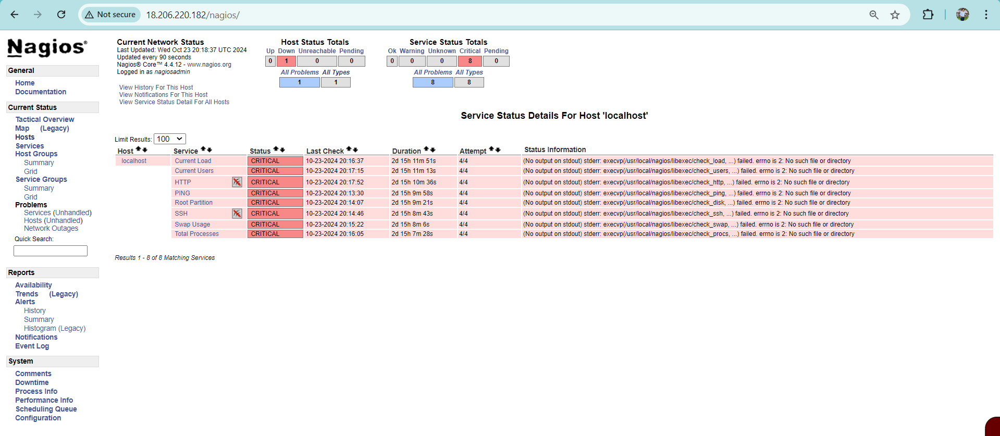 Not secure 18.206.220.182/nagios/
Nagios®
General
Home
Documentation
Current Status
Tactical Overview
Map (Legacy)
Hosts
Services
Host Groups
Summary
Grid
Service Groups
Summary
Grid
Problems
Services (Unhandled)
Hosts (Unhandled)
Network Outages
Quick Search:
Reports
Availability
Trends (Legacy)
Alerts
History
Summary
Histogram (Legacy)
Notifications
Event Log
System
Comments
Downtime
Process Info
Performance Info
Scheduling Queue
Configuration
Current Network Status
Last Updated: Wed Oct 23 20:18:37 UTC 2024
Updated every 90 seconds
Nagios® Core™ 4.4.12 - www.nagios.org
Logged in as nagiosadmin
View History For This Host
View Notifications For This Host
View Service Status Detail For All Hosts
Host Status Totals
Up Down Unreachable Pending
0 1 0 0
All Problems All Types
1 1
Service Status Totals
Ok Warning Unknown Critical Pending
0 0 0 8 0
All Problems All Types
8 8
Service Status Details For Host 'localhost'
Limit Results: 100
Host Service Status Last Check Duration Attempt Status Information
localhost Current Load CRITICAL 10-23-2024 20:16:37 2d 15h 11m 51s 4/4 (No output on stdout) stderr: execvp(/usr/local/nagios/libexec/check_load, ...) failed. errno is 2: No such file or directory
Current Users CRITICAL 10-23-2024 20:17:15 2d 15h 11m 13s 4/4 (No output on stdout) stderr: execvp(/usr/local/nagios/libexec/check_users, ...) failed. errno is 2: No such file or directory
HTTP CRITICAL 10-23-2024 20:17:52 2d 15h 10m 36s 4/4 (No output on stdout) stderr: execvp(/usr/local/nagios/libexec/check_http, ...) failed. errno is 2: No such file or directory
PING CRITICAL 10-23-2024 20:13:30 2d 15h 9m 58s 4/4 (No output on stdout) stderr: execvp(/usr/local/nagios/libexec/check_ping, ...) failed. errno is 2: No such file or directory
Root Partition CRITICAL 10-23-2024 20:14:07 2d 15h 9m 21s 4/4 (No output on stdout) stderr: execvp(/usr/local/nagios/libexec/check_disk, ...) failed. errno is 2: No such file or directory
SSH CRITICAL 10-23-2024 20:14:46 2d 15h 8m 43s 4/4 (No output on stdout) stderr: execvp(/usr/local/nagios/libexec/check_ssh, ...) failed. errno is 2: No such file or directory
Swap Usage CRITICAL 10-23-2024 20:15:22 2d 15h 8m 6s 4/4 (No output on stdout) stderr: execvp(/usr/local/nagios/libexec/check_swap, ...) failed. errno is 2: No such file or directory
Total Processes CRITICAL 10-23-2024 20:16:05 2d 15h 7m 28s 4/4 (No output on stdout) stderr: execvp(/usr/local/nagios/libexec/check_procs, ...) failed. errno is 2: No such file or directory
Results 1 - 8 of 8 Matching Services